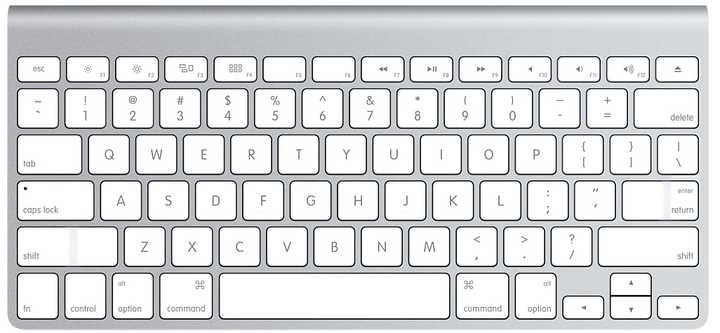 esc F1 F2 F3 F4 F5 F6 F7 F8 F9 F10 F11 F12
~ ! @ # $ % ^ & * ( ) – +
` 1 2 3 4 5 6 7 8 9 0 - = delete
tab Q W E R T Y U I O P { [ } ] | \
caps lock A S D F G H J K L : ; ” ‘ enter return
shift Z X C V B N M < , > . ? / shift
fn control alt option ⌘ command ⌘ command alt option